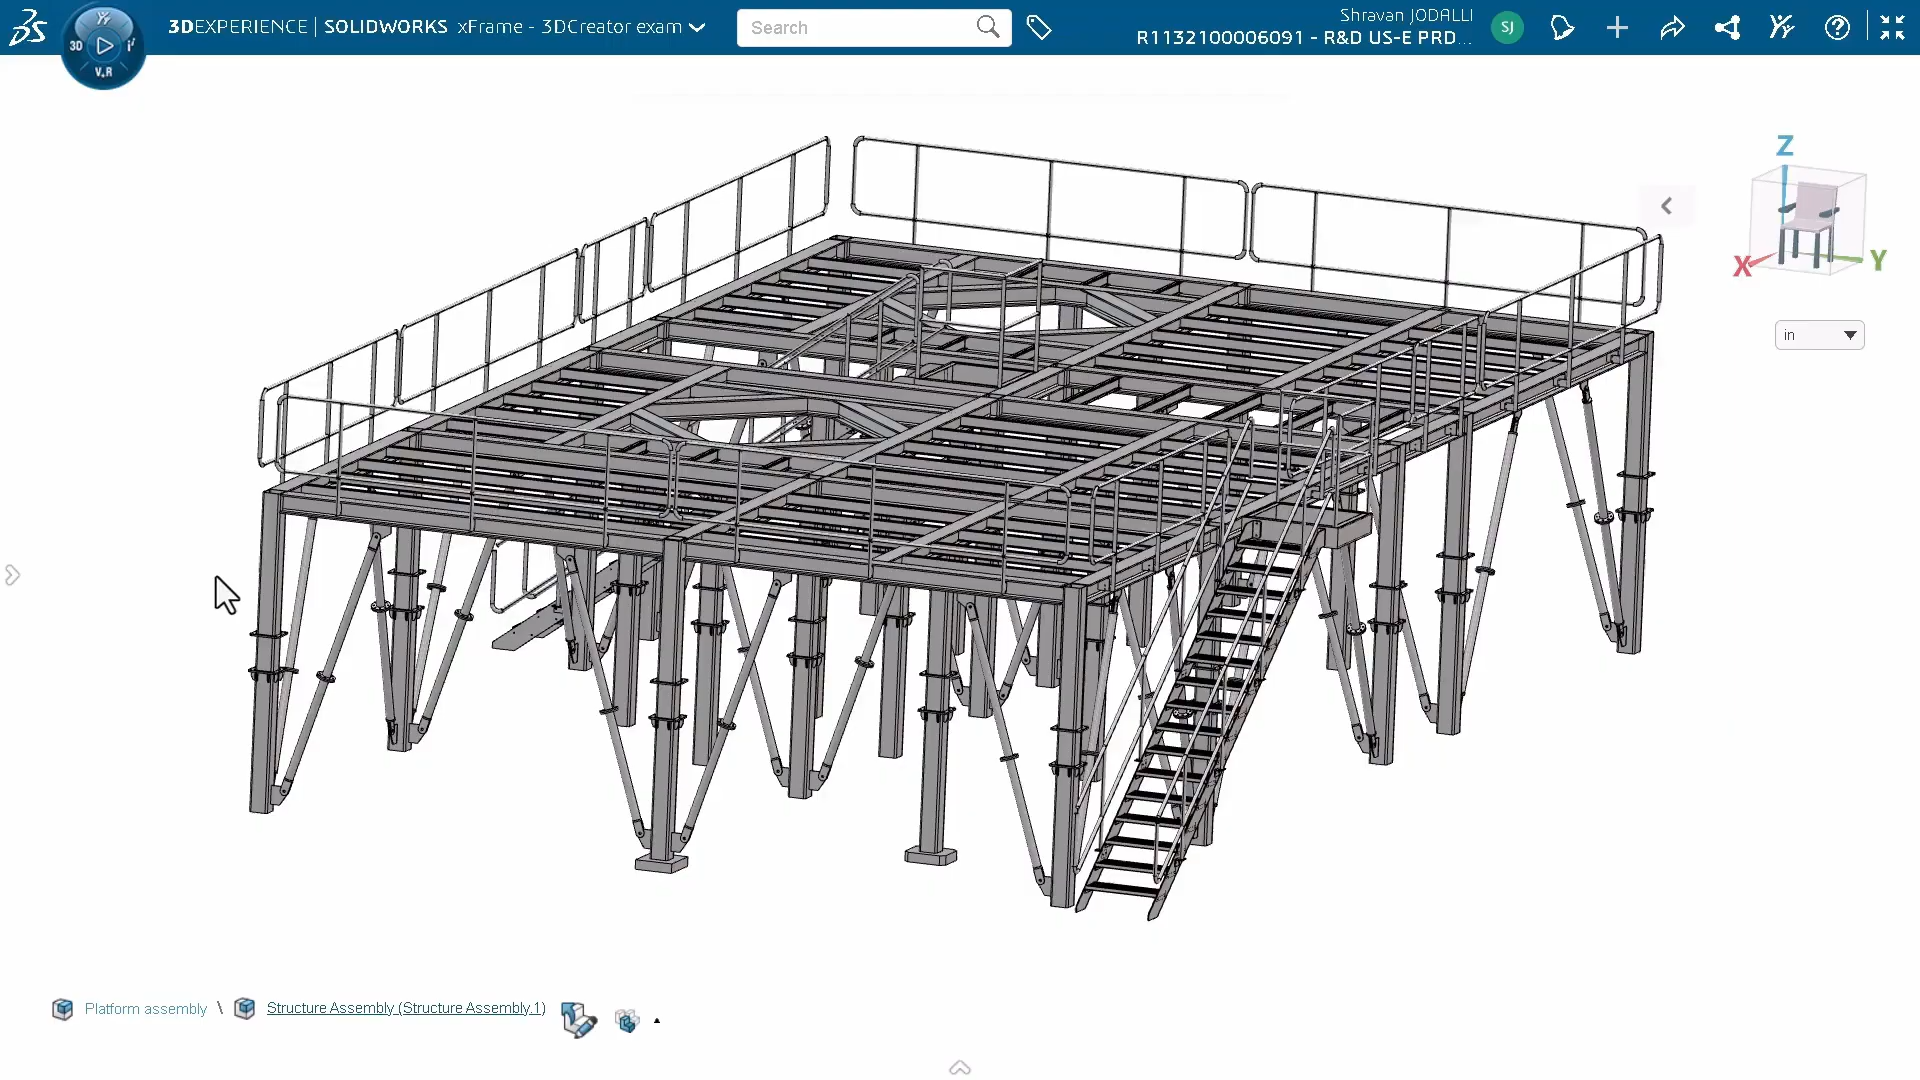 3DEXPERIENCE | SOLIDWORKS xFrame - 3DCreator exam
Search
Shravan JODALLI
R1132100006091 - R&D US-E PRD...
SJ
3D
V.R
Z
X
Y
in
Platform assembly \ Structure Assembly (Structure Assembly.1)